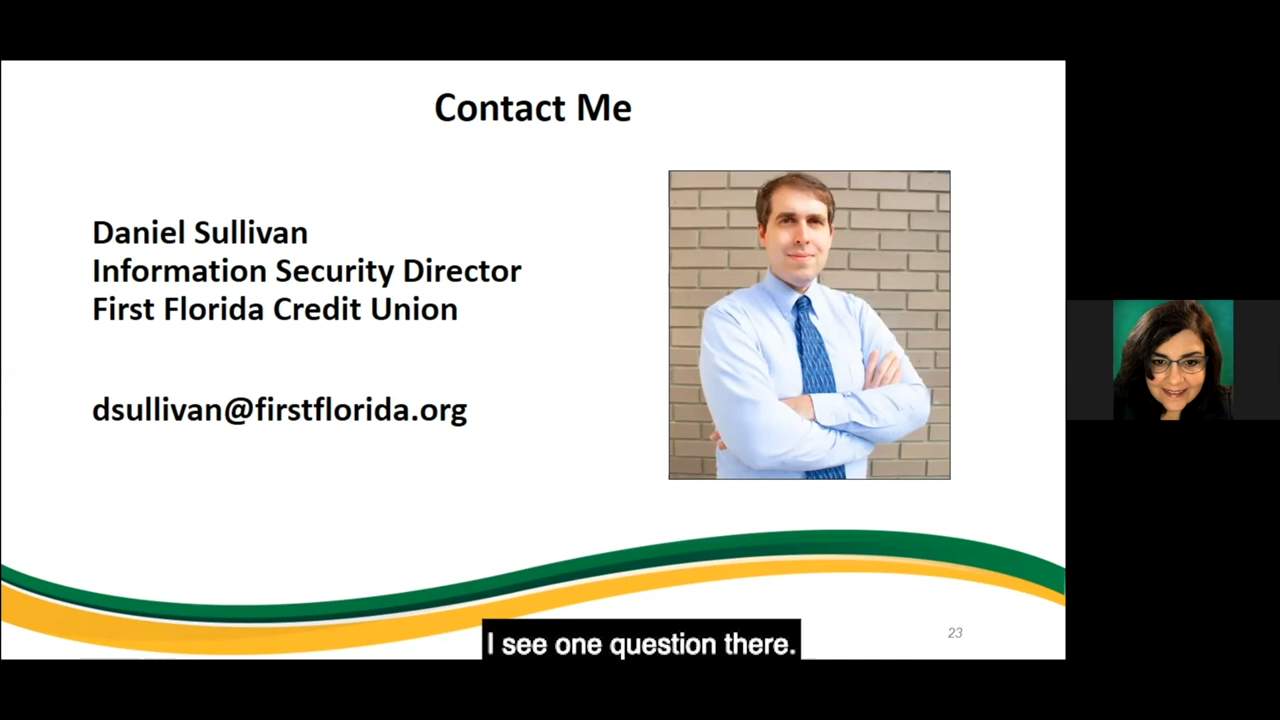 Contact Me
Daniel Sullivan
Information Security Director
First Florida Credit Union
dsullivan@firstflorida.org
23
I see one question there.